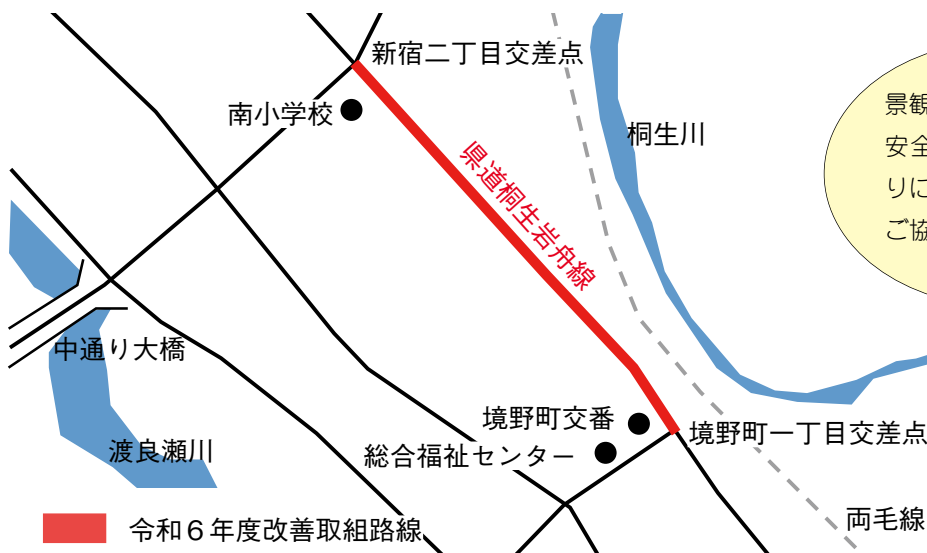 新宿二丁目交差点
南小学校
桐生川
県道桐生岩舟線
景観
安全
りに
ご協
中通り大橋
境野町交番
境野町一丁目交差点
総合福祉センター
渡良瀬川
両毛線
令和６年度改善取組路線